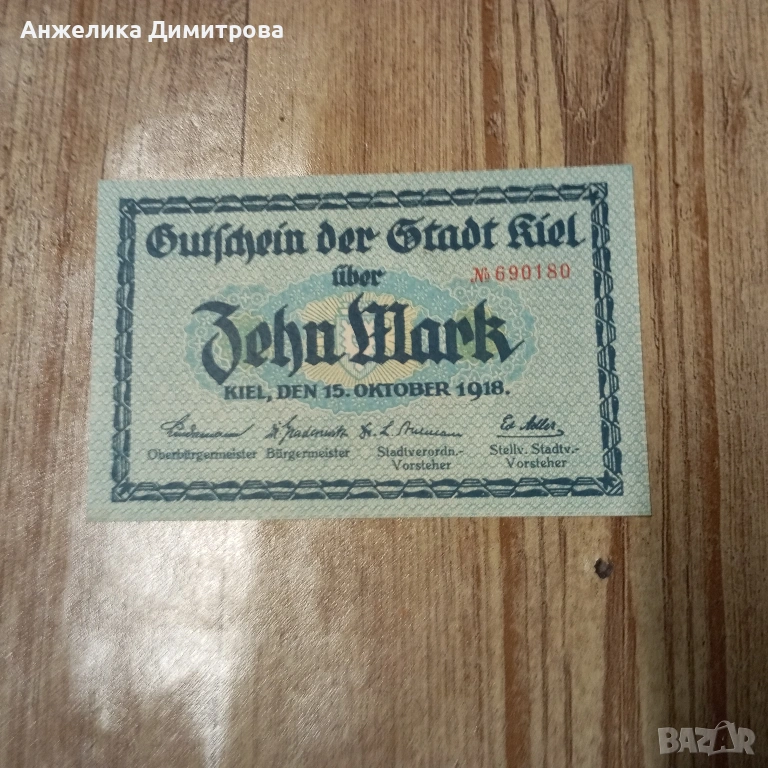 Анжелика Димитрова
Gutschein der Stadt Kiel
über
№ 690180
Zehn Mark
KIEL, DEN 15. OKTOBER 1918.
Oberbürgermeister Bürgermeister Stadtverordn.- Stellv. Stadtv.-
Vorsteher Vorsteher
BAZAR